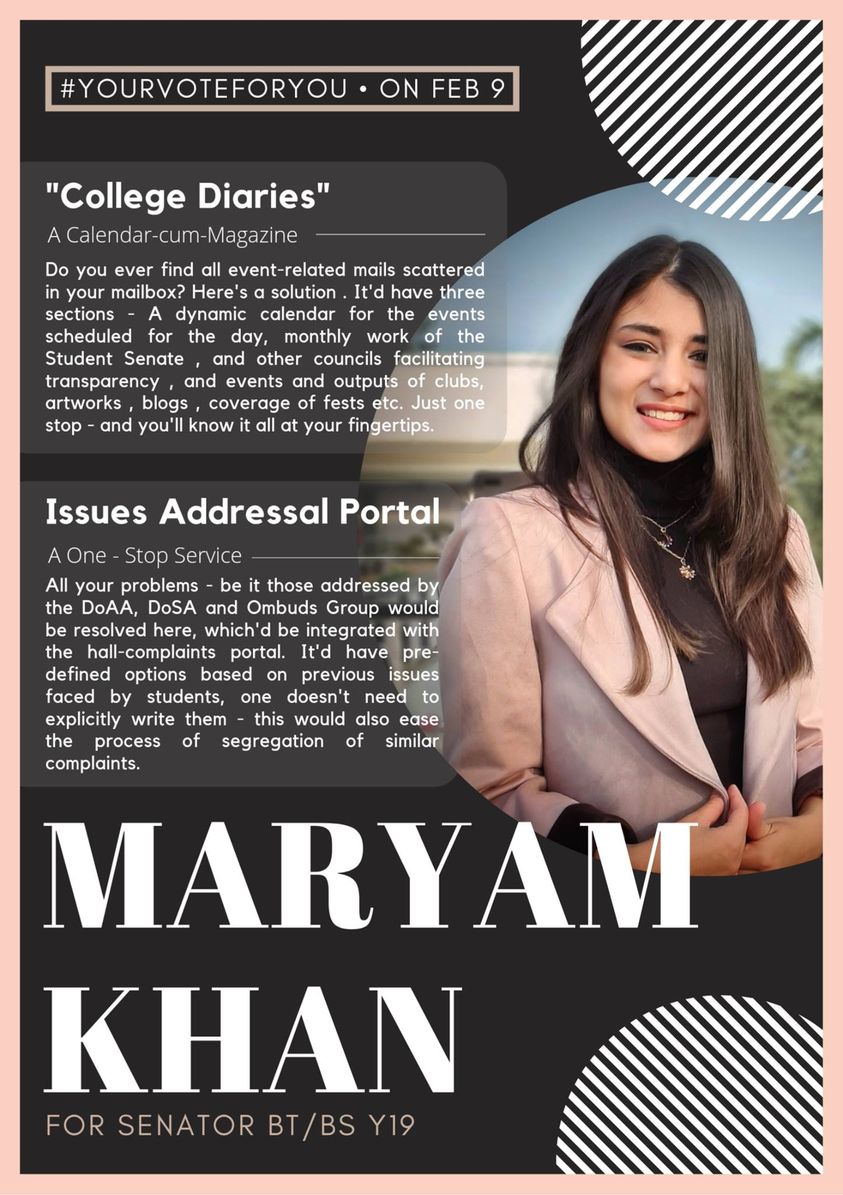 #YOURVOTEFORYOU • ON FEB 9
"College Diaries"
A Calendar-cum-Magazine
Do you ever find all event-related mails scattered
in your mailbox? Here's a solution . It'd have three
sections - A dynamic calendar for the events
scheduled for the day, monthly work of the
Student Senate , and other councils facilitating
transparency , and events and outputs of clubs,
artworks , blogs , coverage of fests etc. Just one
stop - and you'll know it all at your fingertips.
Issues Addressal Portal
A One - Stop Service
All your problems - be it those addressed by
the DoAA, DoSA and Ombuds Group would
be resolved here, which'd be integrated with
the hall-complaints portal. It'd have pre-
defined options based on previous issues
faced by students, one doesn't need to
explicitly write them - this would also ease
the process of segregation of similar
complaints.
MARYAM
KHAN
FOR SENATOR BT/BS Y19